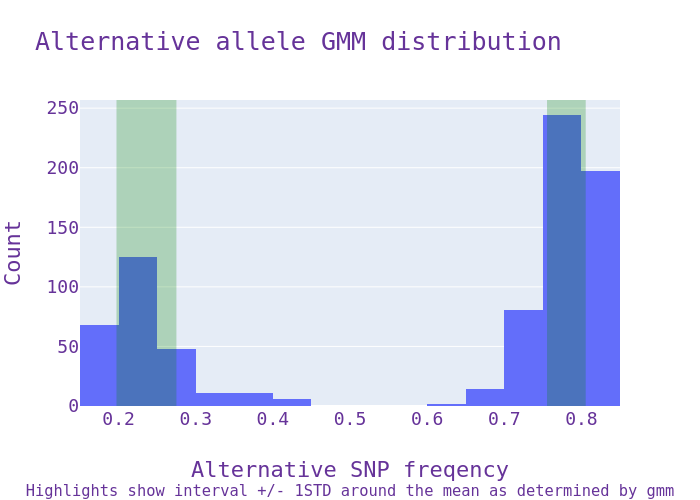 Alternative allele GMM distribution
250
200
150
100
50
0
Count
0.2 0.3 0.4 0.5 0.6 0.7 0.8
Alternative SNP freqency
Highlights show interval +/- 1STD around the mean as determined by gmm